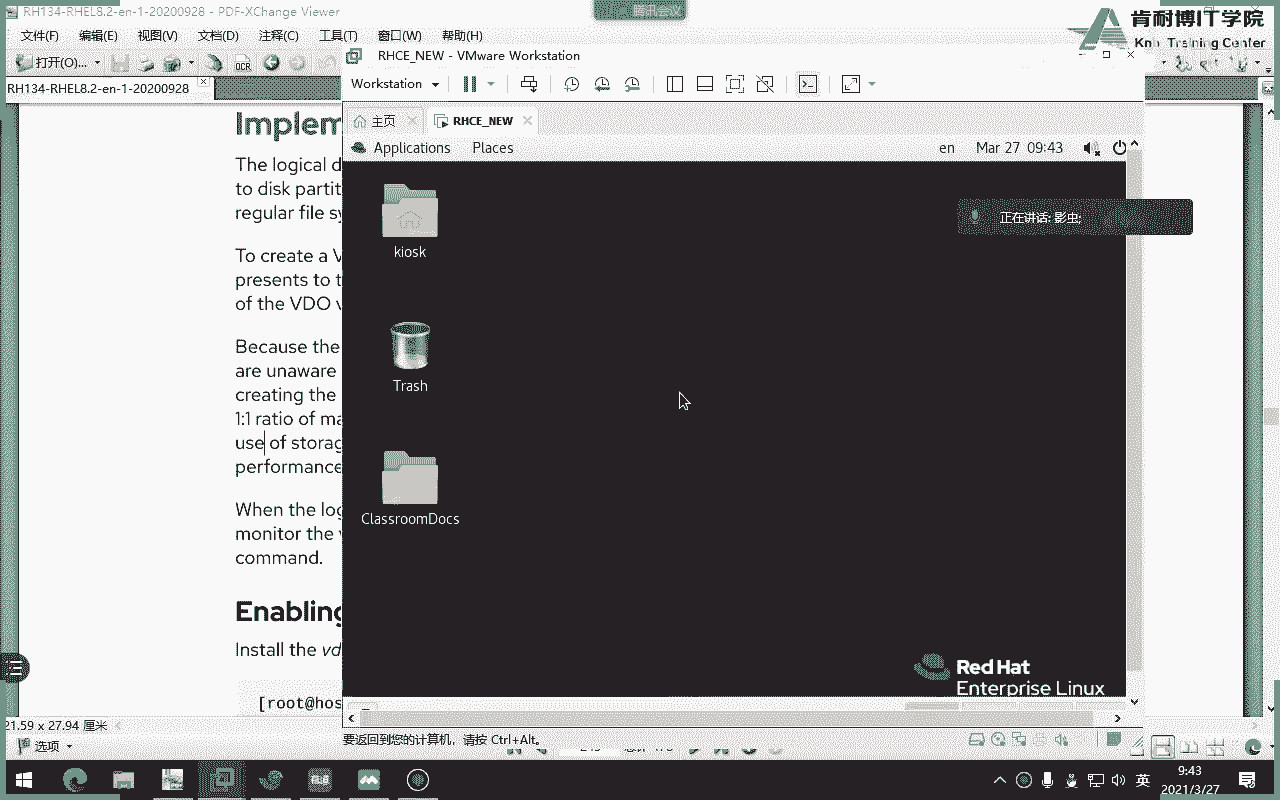 RH134-RHEL8.2-en-1-20200928 - PDF-XChange Viewer
腾讯会议
肯耐博IT学院
Training Center
文件(F) 编辑(E) 视图(V) 文档(D) 注释(C) 工具(T) 窗口(W) 帮助(H)
打开(O)...
OCR
RH134-RHEL8.2-en-1-20200928
RHCE_NEW - VMware Workstation
Workstation
主页
RHCE_NEW
Applications Places
en Mar 27 09:43
正在讲话: 影虫;
kiosk
Trash
ClassroomDocs
Red Hat
Enterprise Linux
要返回到您的计算机，请按 Ctrl+Alt。
Implem
The logical d
to disk partit
regular file sy
To create a V
presents to t
of the VDO v
Because the
are unaware
creating the
1:1 ratio of ma
use of storag
performance
When the log
monitor the v
command.
Enabling
Install the vd
[root@hos
21.59 x 27.94 厘米
选项
英
9:43
2021/3/27